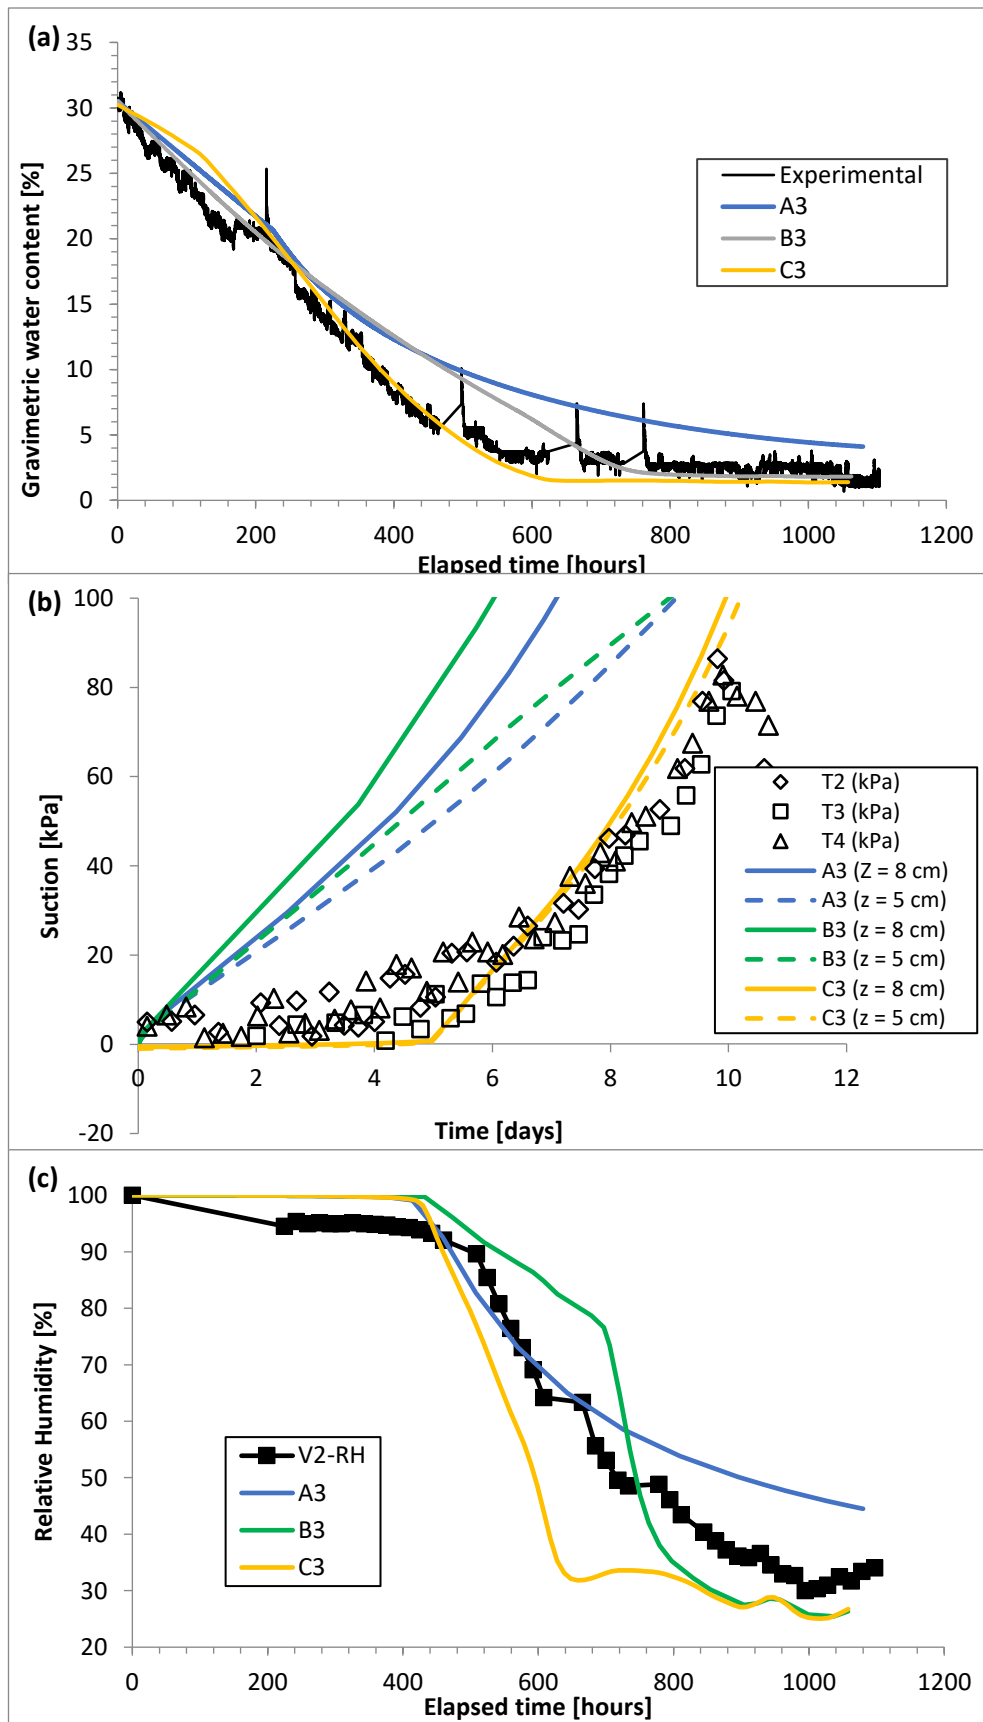 (a)
35
30
25
20
15
10
5
0
Gravimetric water content [%]
Experimental
A3
B3
C3
0 200 400 600 800 1000 1200
Elapsed time [hours]
(b)
100
80
60
40
20
0
-20
Suction [kPa]
T2 (kPa)
T3 (kPa)
T4 (kPa)
A3 (Z = 8 cm)
A3 (z = 5 cm)
B3 (z = 8 cm)
B3 (z = 5 cm)
C3 (z = 8 cm)
C3 (z = 5 cm)
0 2 4 6 8 10 12
Time [days]
(c)
100
90
80
70
60
50
40
30
20
Relative Humidity [%]
V2-RH
A3
B3
C3
0 200 400 600 800 1000 1200
Elapsed time [hours]